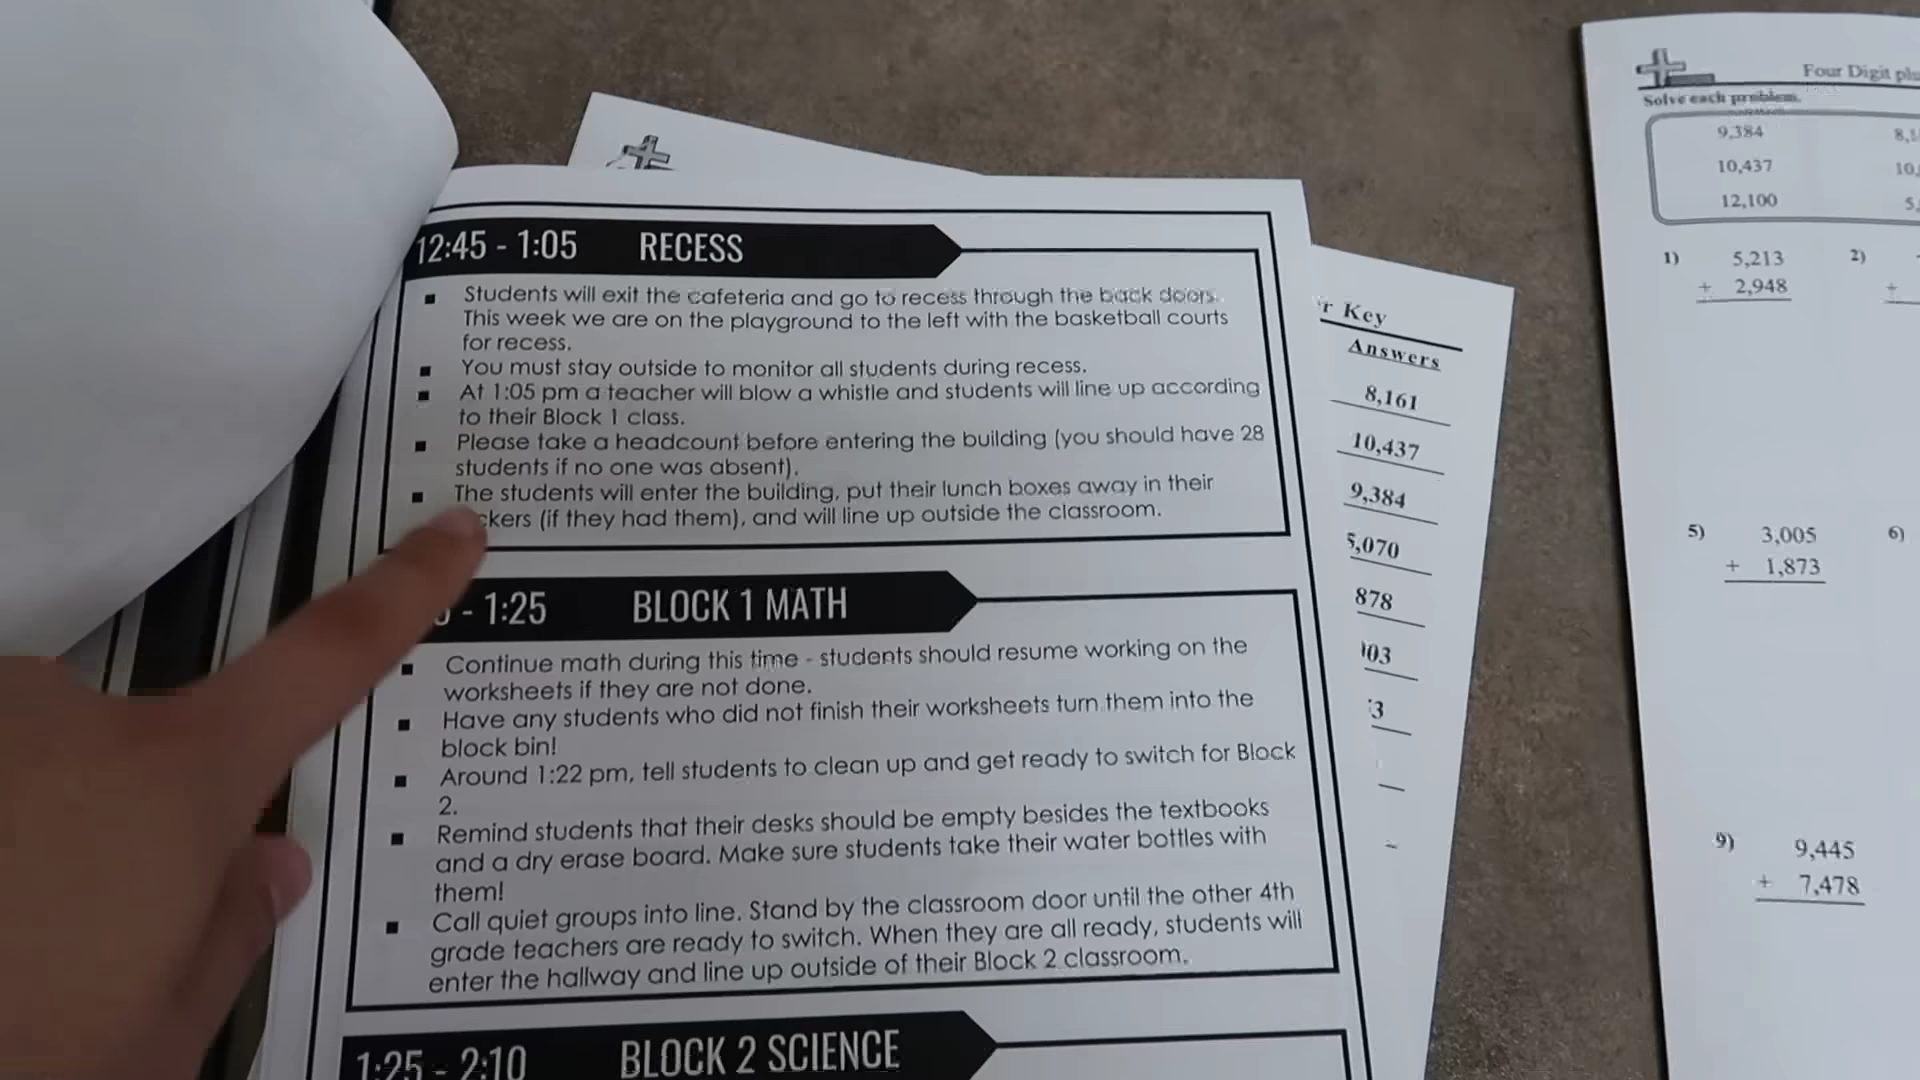 12:45 - 1:05 RECESS
▪ Students will exit the cafeteria and go to recess through the back doors.
This week we are on the playground to the left with the basketball courts
for recess.
▪ You must stay outside to monitor all students during recess.
▪ At 1:05 pm a teacher will blow a whistle and students will line up according
to their Block 1 class.
▪ Please take a headcount before entering the building (you should have 28
students if no one was absent).
▪ The students will enter the building, put their lunch boxes away in their
ckers (if they had them), and will line up outside the classroom.
- 1:25 BLOCK 1 MATH
▪ Continue math during this time - students should resume working on the
worksheets if they are not done.
▪ Have any students who did not finish their worksheets turn them into the
block bin!
▪ Around 1:22 pm, tell students to clean up and get ready to switch for Block
2.
▪ Remind students that their desks should be empty besides the textbooks
and a dry erase board. Make sure students take their water bottles with
them!
▪ Call quiet groups into line. Stand by the classroom door until the other 4th
grade teachers are ready to switch. When they are all ready, students will
enter the hallway and line up outside of their Block 2 classroom.
1:25 - 2:10 BLOCK 2 SCIENCE
r Key
Answers
8,161
10,437
9,384
5,070
878
03
3
Four Digit plu
Solve each problem.
9,384 8,1
10,437 10,
12,100 5,
1) 5,213 2)
+ 2,948 +
5) 3,005 6)
+ 1,873
9) 9,445
+ 7,478